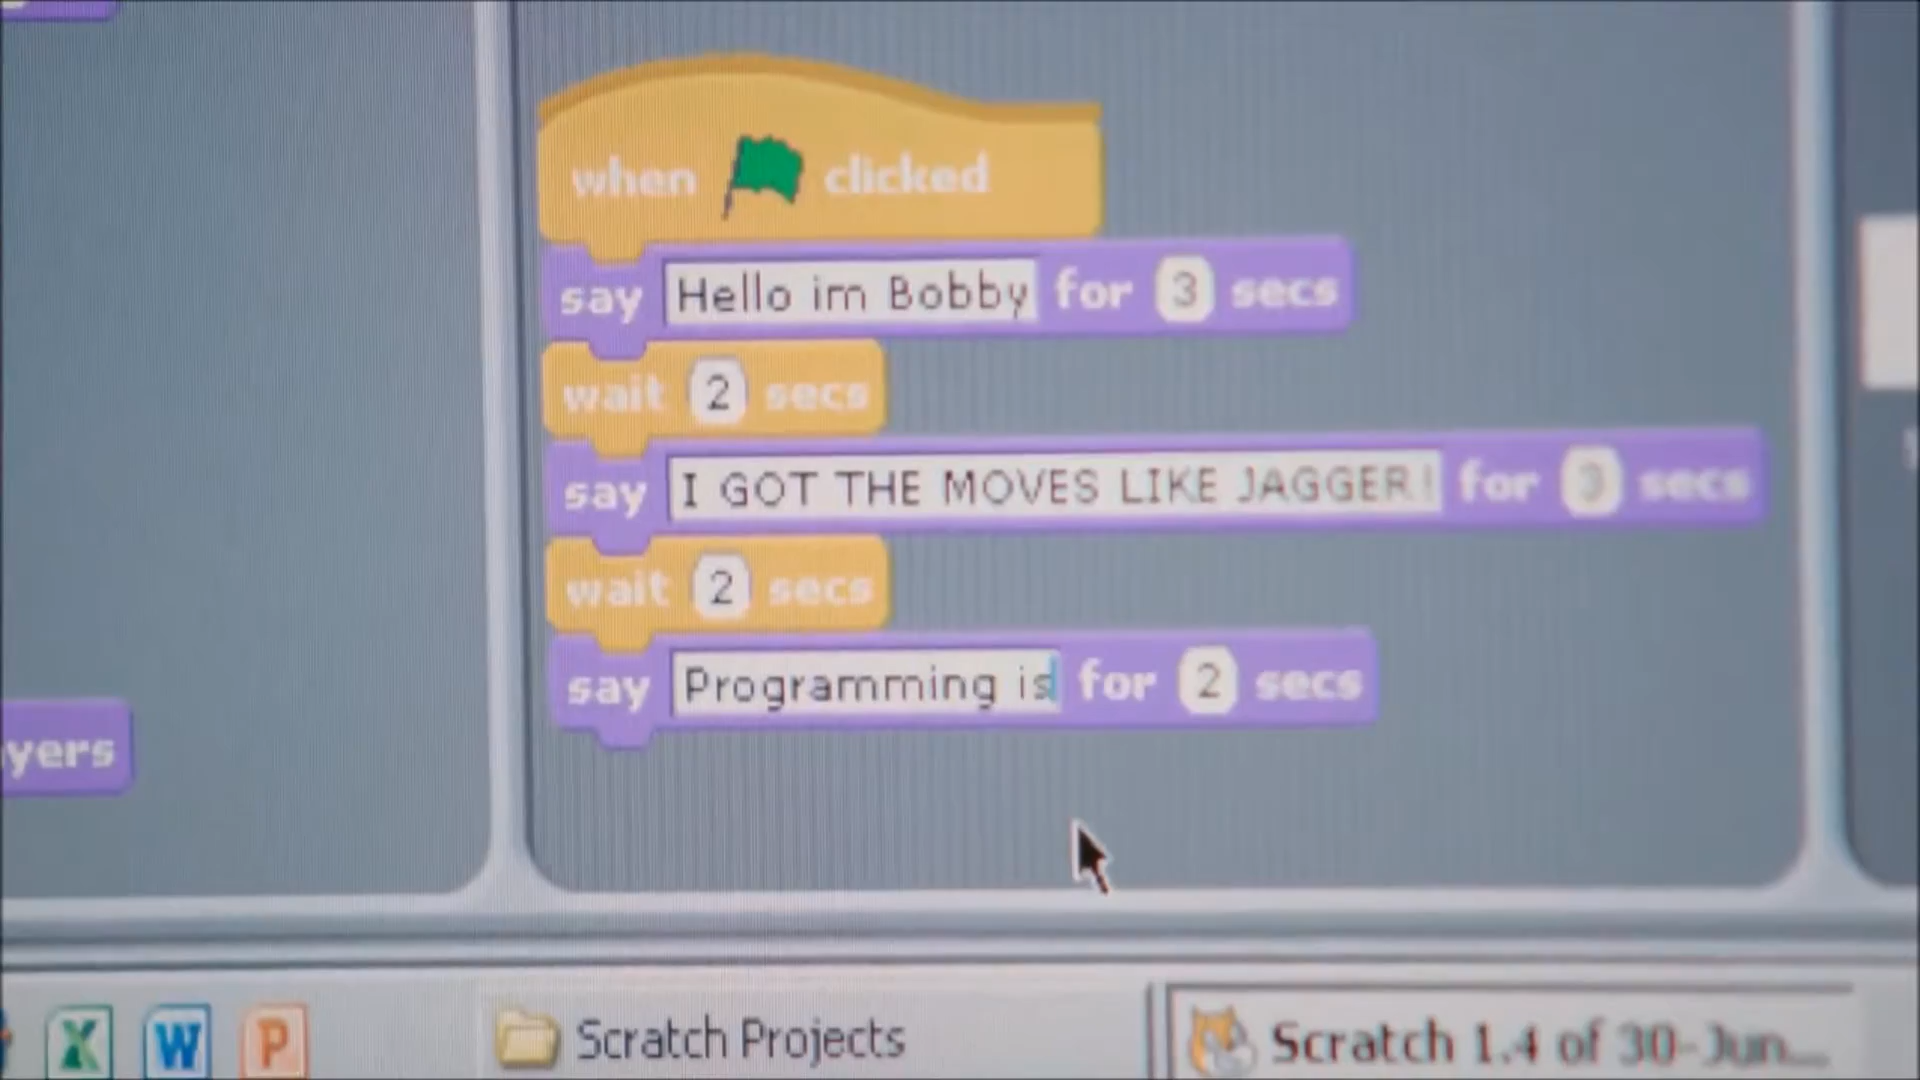 when clicked
say Hello im Bobby for 3 secs
wait 2 secs
say I GOT THE MOVES LIKE JAGGER! for 3 secs
wait 2 secs
say Programming is for 2 secs
yers
X W P Scratch Projects Scratch 1.4 of 30-Jun...